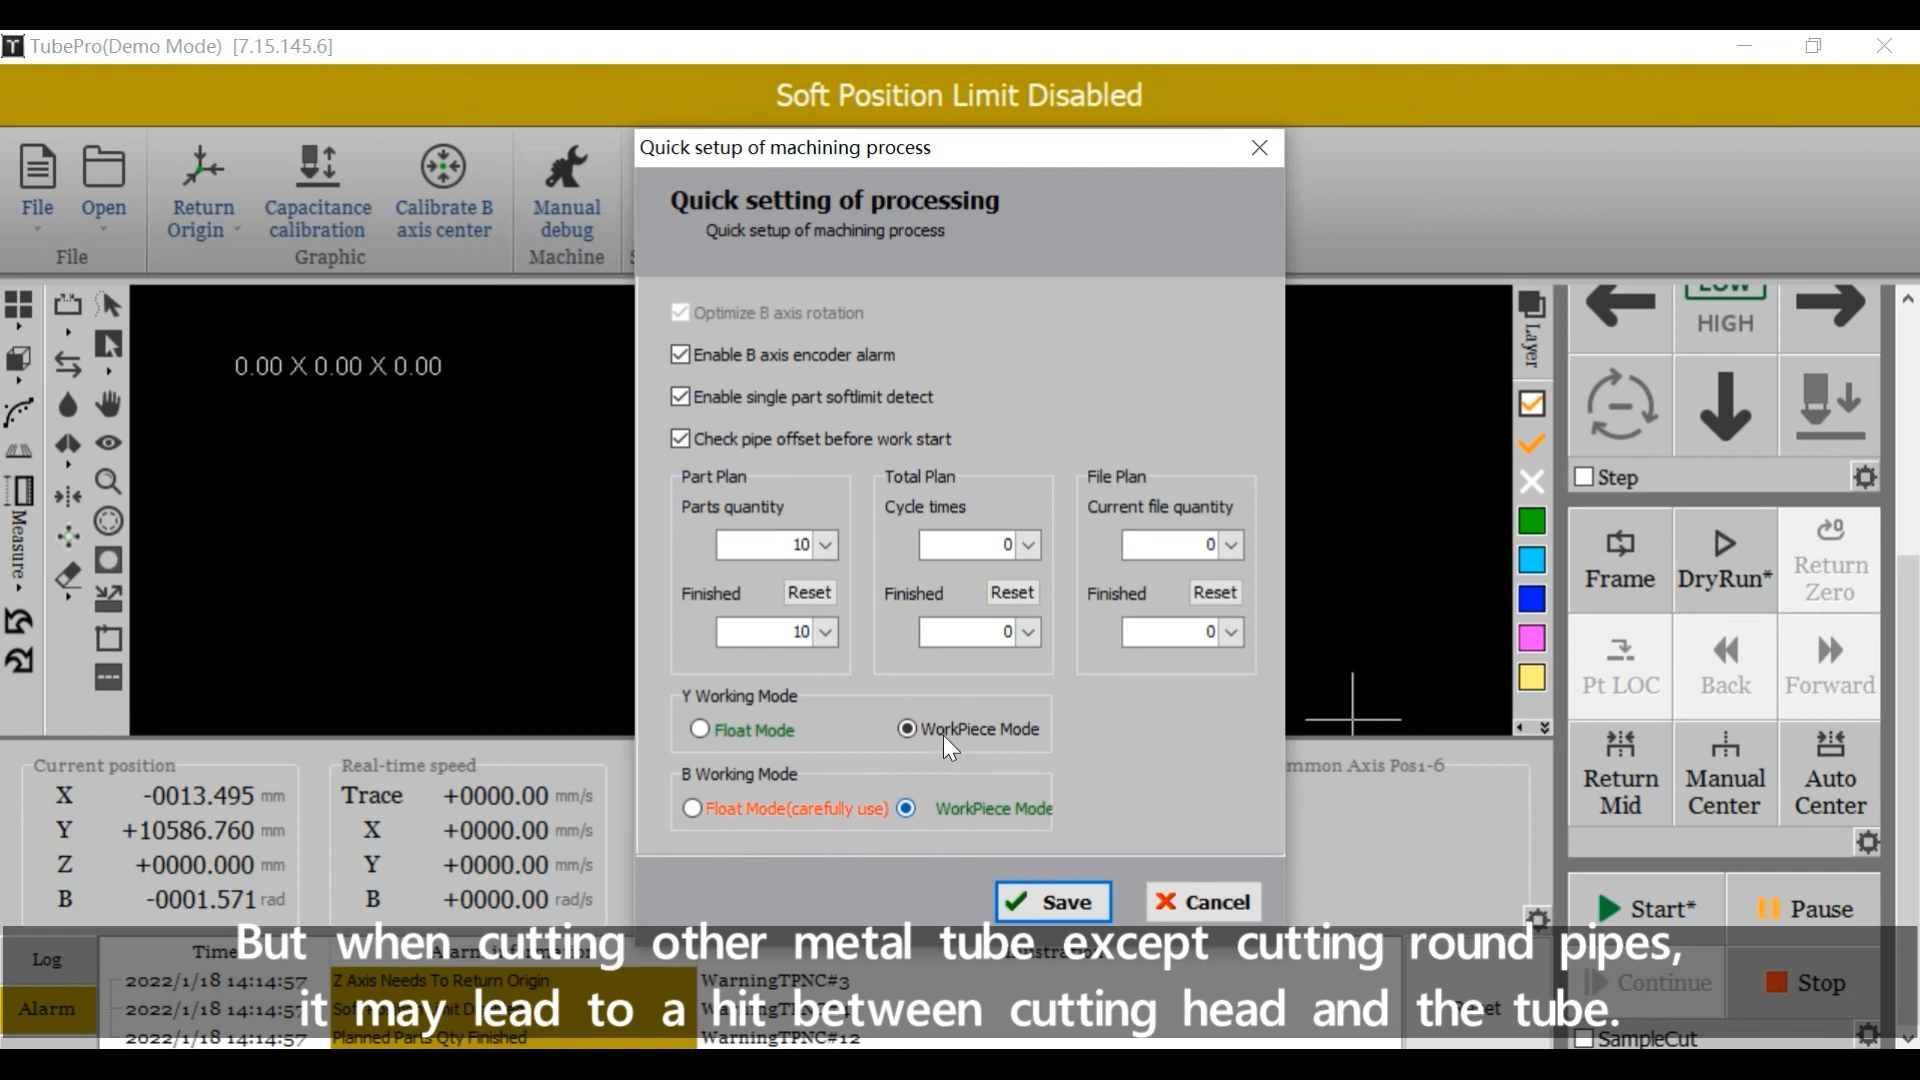 TubePro(Demo Mode) [7.15.145.6]
Soft Position Limit Disabled
File
Open
Return Origin
Capacitance calibration
Calibrate B axis center
Manual debug
File
Graphic
Machine
Quick setup of machining process
Quick setting of processing
Quick setup of machining process
Optimize B axis rotation
Enable B axis encoder alarm
Enable single part softlimit detect
Check pipe offset before work start
Part Plan
Parts quantity
10
Finished Reset
10
Total Plan
Cycle times
0
Finished Reset
0
File Plan
Current file quantity
0
Finished Reset
0
Y Working Mode
Float Mode WorkPiece Mode
B Working Mode
Float Mode(carefully use) WorkPiece Mode
Save Cancel
0.00 X 0.00 X 0.00
Measure
Layer
LOW
HIGH
Step
Frame DryRun* Return Zero
Pt LOC Back Forward
Return Mid
Manual Center
Auto Center
Start* Pause
Continue Stop
SampleCut
Current position
X -0013.495 mm
Y +10586.760 mm
Z +0000.000 mm
B -0001.571 rad
Real-time speed
Trace +0000.00 mm/s
X +0000.00 mm/s
Y +0000.00 mm/s
B +0000.00 rad/s
mmon Axis Pos1-6
Log
Alarm
Time
2022/1/18 14:14:57 Z Axis Needs To Return Origin WarningTPNC#3
2022/1/18 14:14:57
2022/1/18 14:14:57 Planned Parts Qty Finished WarningTPNC#12
But when cutting other metal tube except cutting round pipes,
it may lead to a hit between cutting head and the tube.